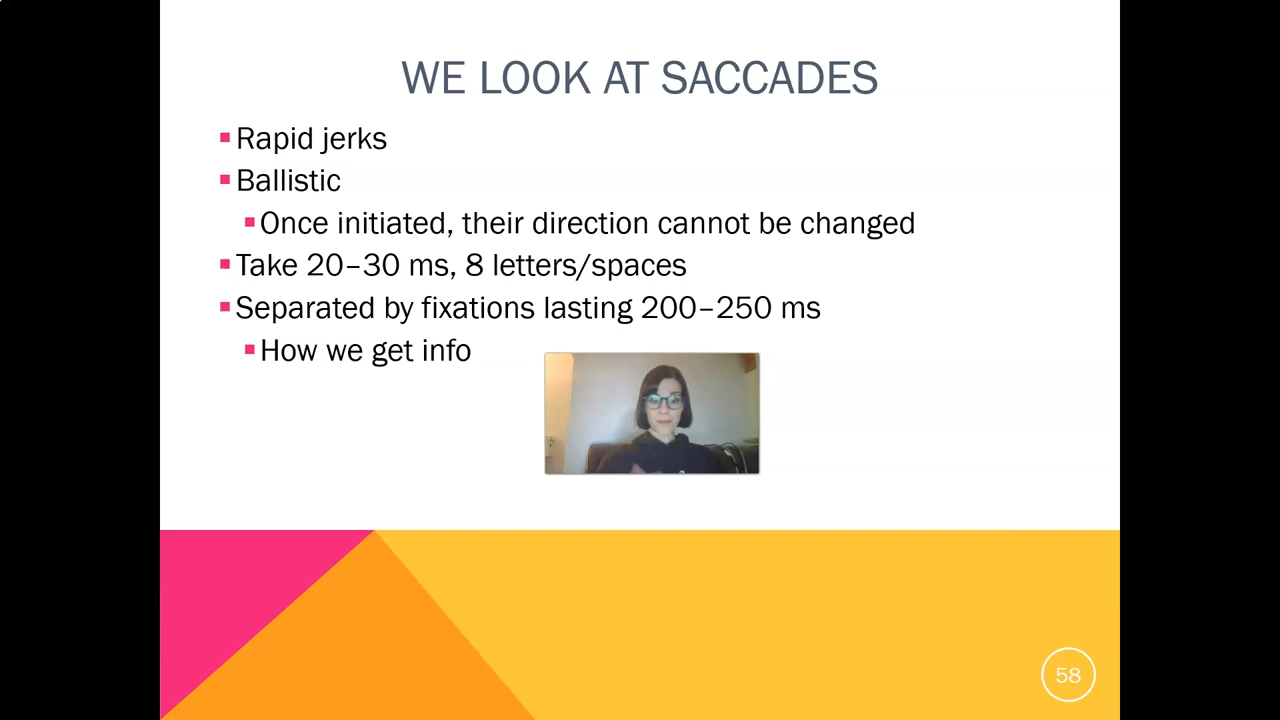 WE LOOK AT SACCADES
Rapid jerks
Ballistic
Once initiated, their direction cannot be changed
Take 20–30 ms, 8 letters/spaces
Separated by fixations lasting 200–250 ms
How we get info
58